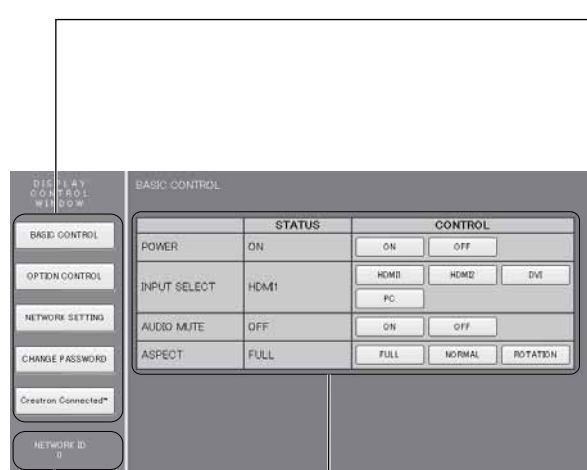 DISPLAY
CONTROL
WINDOW
BASIC CONTROL
OPTION CONTROL
NETWORK SETTING
CHANGE PASSWORD
Crestron Connected™
NETWORK ID
0
BASIC CONTROL
STATUS CONTROL
POWER ON ON OFF
INPUT SELECT HDMI1 HDMI1 HDMI2 DVI
PC
AUDIO MUTE OFF ON OFF
ASPECT FULL FULL NORMAL ROTATION